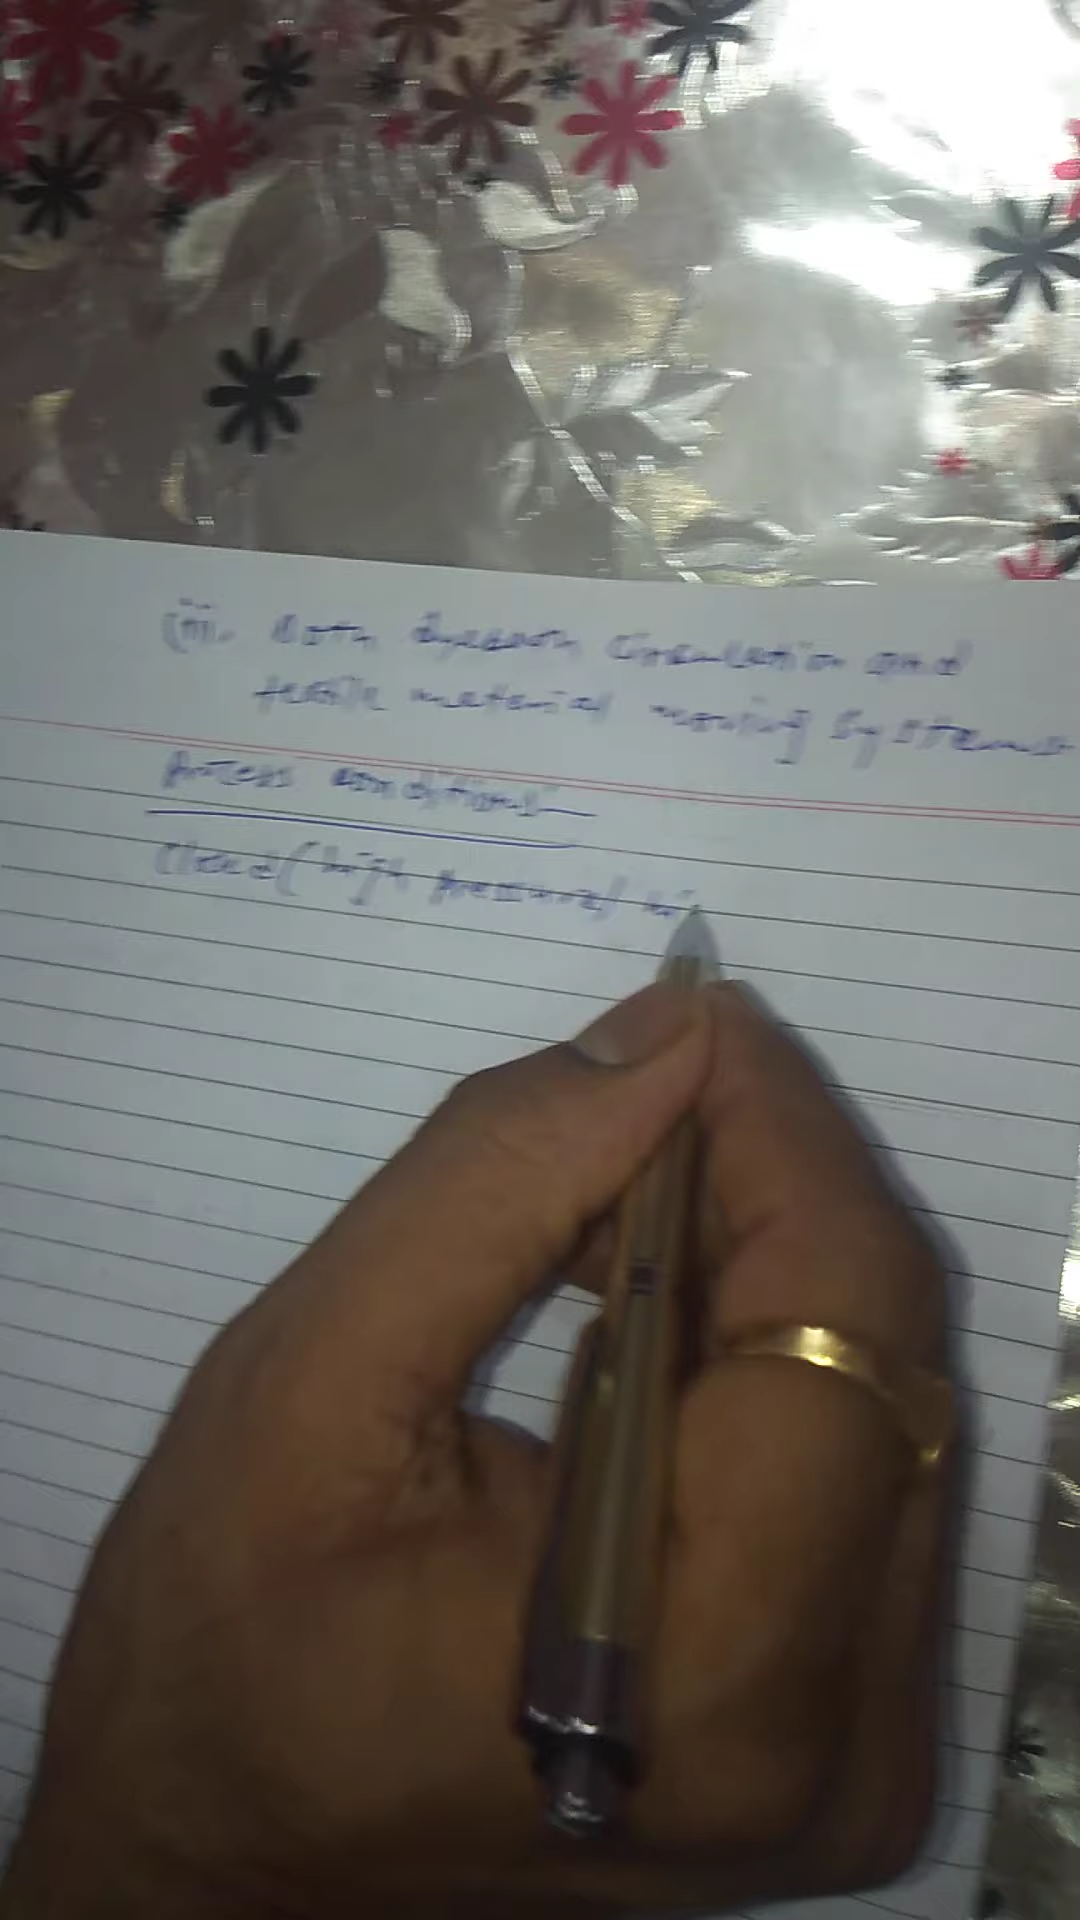 (iii). Both dyebath circulation and
textile material moving systems
Process conditions
Closed (high pressure)